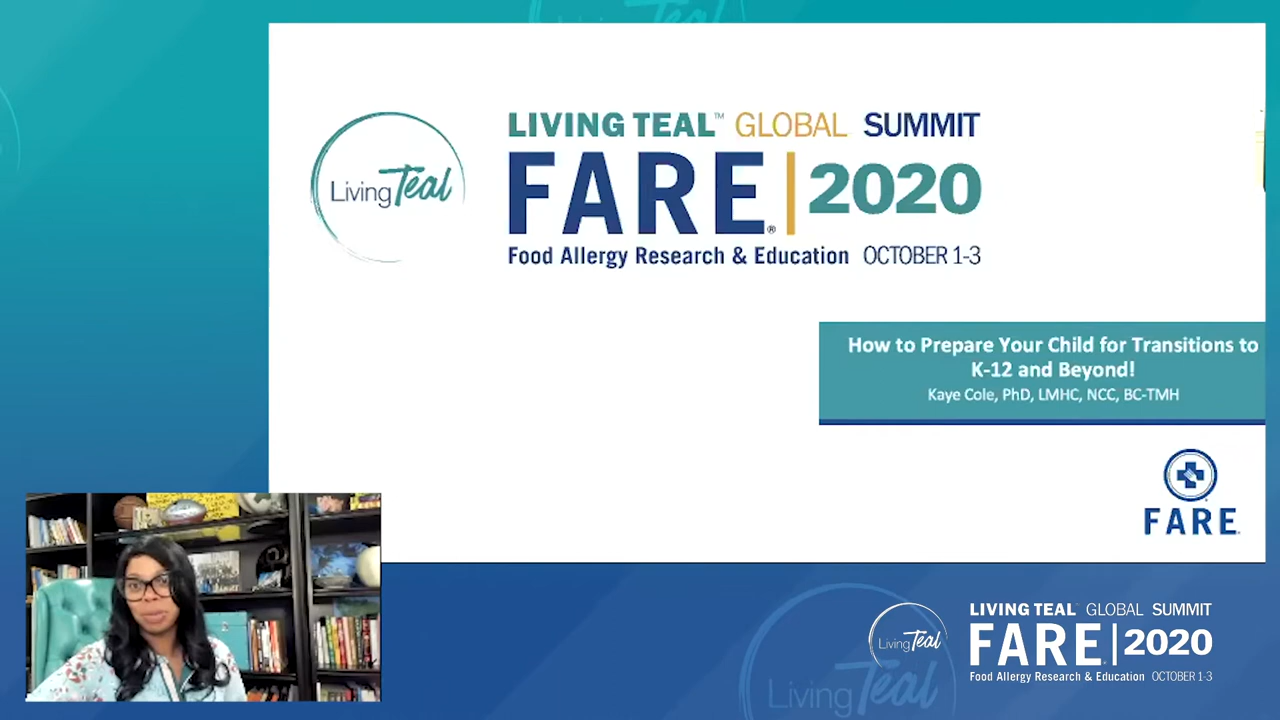 LIVING TEAL™ GLOBAL SUMMIT
Living Teal
FARE® | 2020
Food Allergy Research & Education OCTOBER 1-3
How to Prepare Your Child for Transitions to
K-12 and Beyond!
Kaye Cole, PhD, LMHC, NCC, BC-TMH
FARE
LIVING TEAL GLOBAL SUMMIT
Living Teal
FARE | 2020
Food Allergy Research & Education OCTOBER 1-3
Living Teal